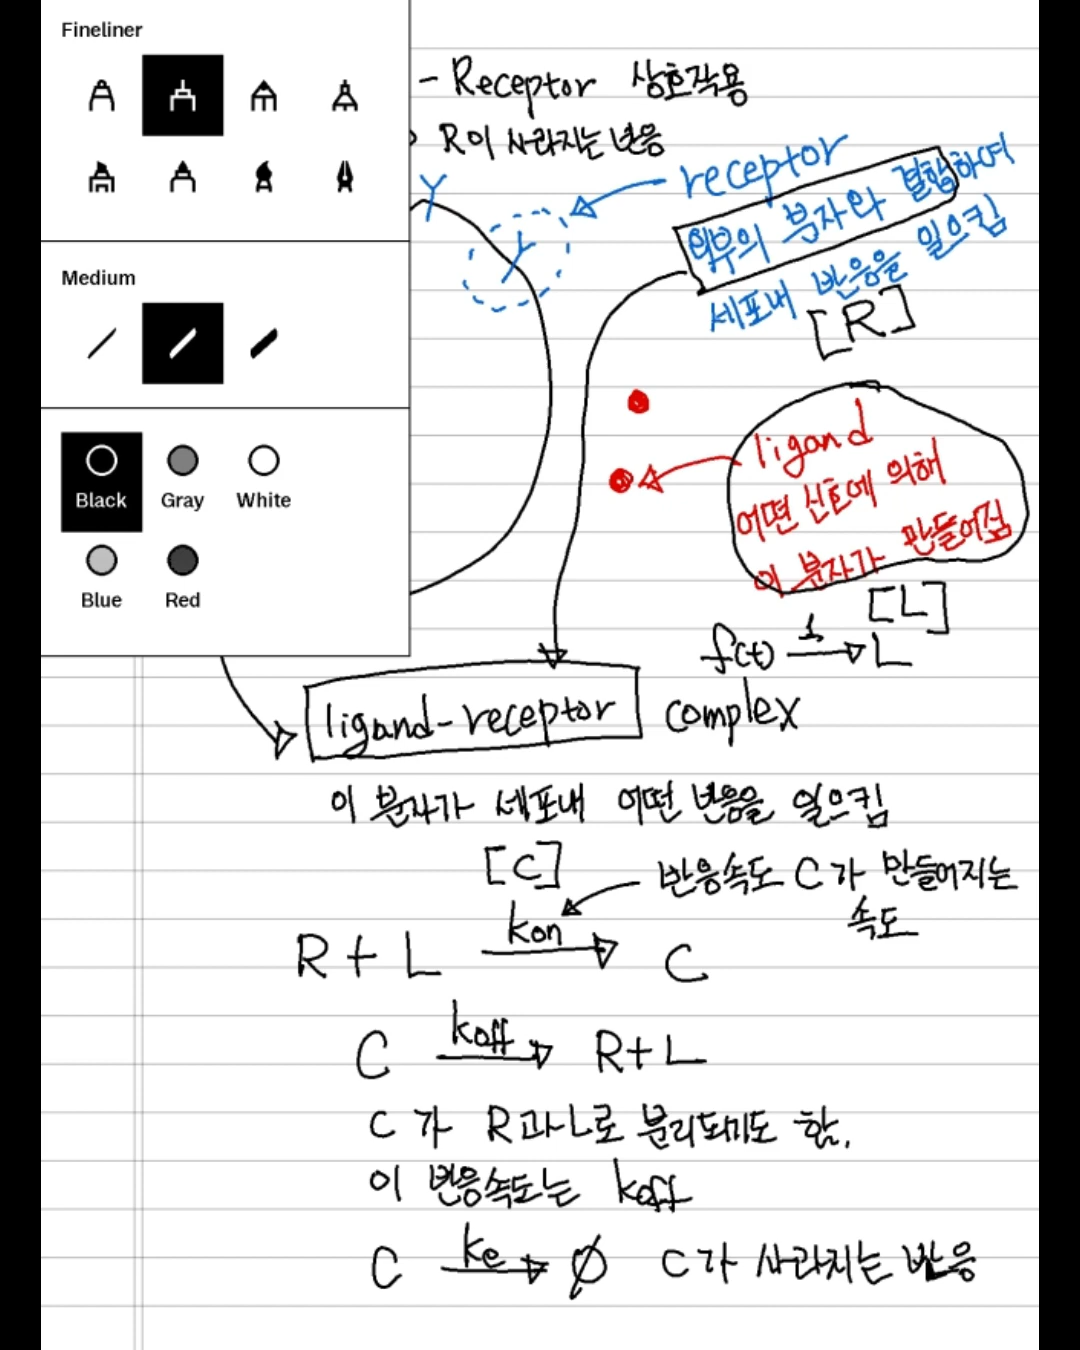 Fineliner
Medium
Black
Gray
White
Blue
Red
- Receptor 상호작용
R이 사라지는 반응
receptor
외부의 분자와 결합하여
세포내 반응을 일으킴
[R]
ligand
어떤 신호에 의해
이 분자가 만들어짐
[L]
f(t) 1 → L
ligand-receptor complex
이 분자가 세포내 어떤 반응을 일으킴
[C]
반응속도 C가 만들어지는
속도
R + L kon → C
C koff → R+L
C가 R과 L로 분리되기도 함.
이 반응속도는 koff
C ke → ∅ C가 사라지는 반응